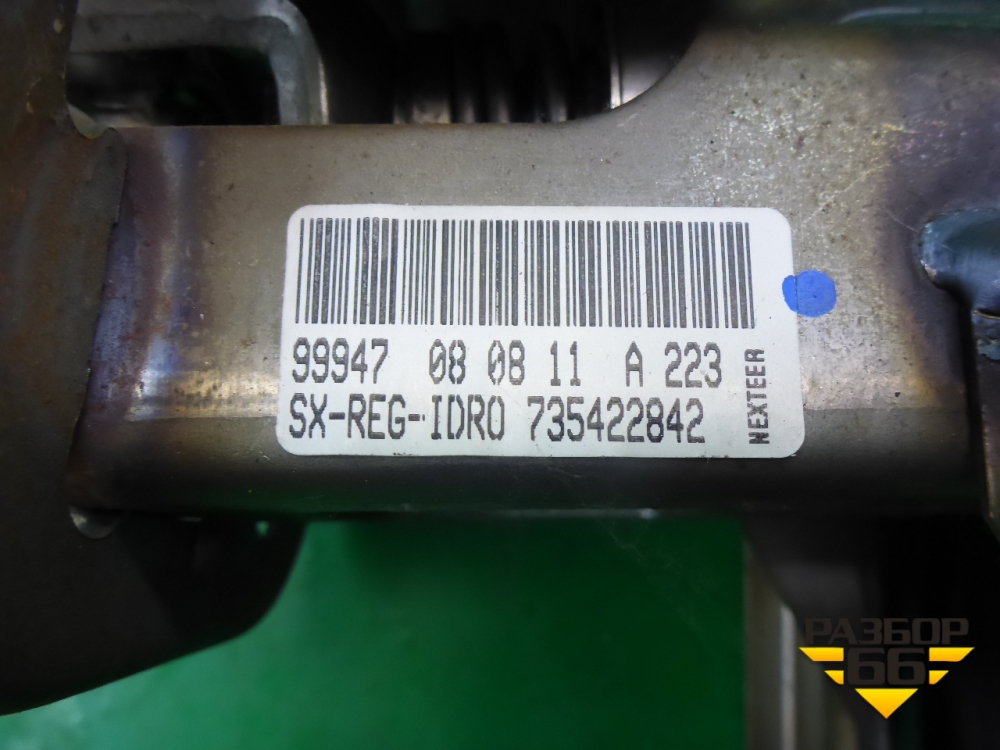 99947 08 08 11 A 223
SX-REG-IDRO 735422842
NEXTEER
РАЗБОР
66